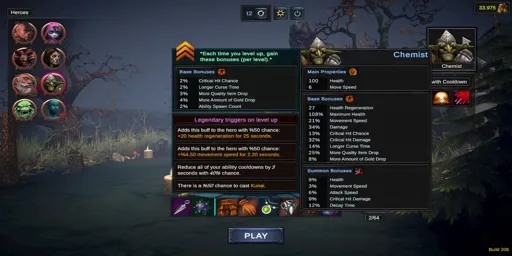 Heroes
12
33.975
*Each time you level up, gain
these bonuses (per level).*
Base Bonuses
2% Critical Hit Chance
2% Longer Curse Time
3% More Quality Item Drop
4% More Amount of Gold Drop
2% Ability Spawn Count
Legendary triggers on level up
Adds this buff to the hero with %50 chance:
+20 health regeneration for 25 seconds.
Adds this buff to the hero with %50 chance:
+%4.50 movement speed for 2.20 seconds.
Reduce all of your ability cooldowns by 3
seconds with 40% chance.
There is a %50 chance to cast Kunai.
Chemist
Main Properties
100 Health
6 Move Speed
Base Bonuses
27 Health Regeneration
108% Maximum Health
21% Movement Speed
34% Damage
13% Critical Hit Chance
32% Critical Hit Damage
14% Longer Curse Time
25% More Quality Item Drop
8% More Amount of Gold Drop
Summon Bonuses
9% Health
3% Movement Speed
6% Attack Speed
9% Critical Hit Damage
12% Decay Time
Chemist
with Cooldown
2/64
PLAY
Build 208